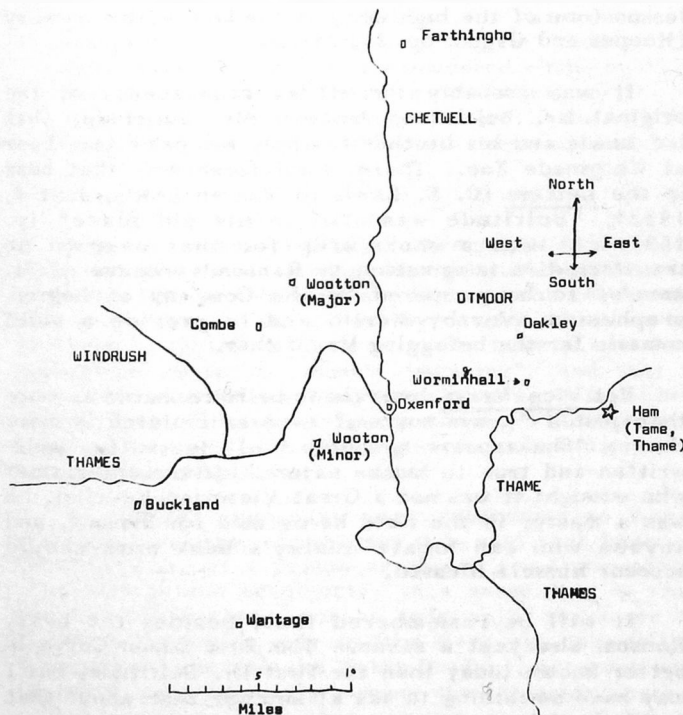 Farthingho
CHETWELL
North
West East
South
Wootton
(Major)
OTMOOR
Combe
Oakley
WINDRUSH
Worminhall
Oxenford
Ham
(Tame,
Thame)
Wooton
(Minor)
THAMES
THAME
Buckland
THAMES
Wantage
5 10
Miles